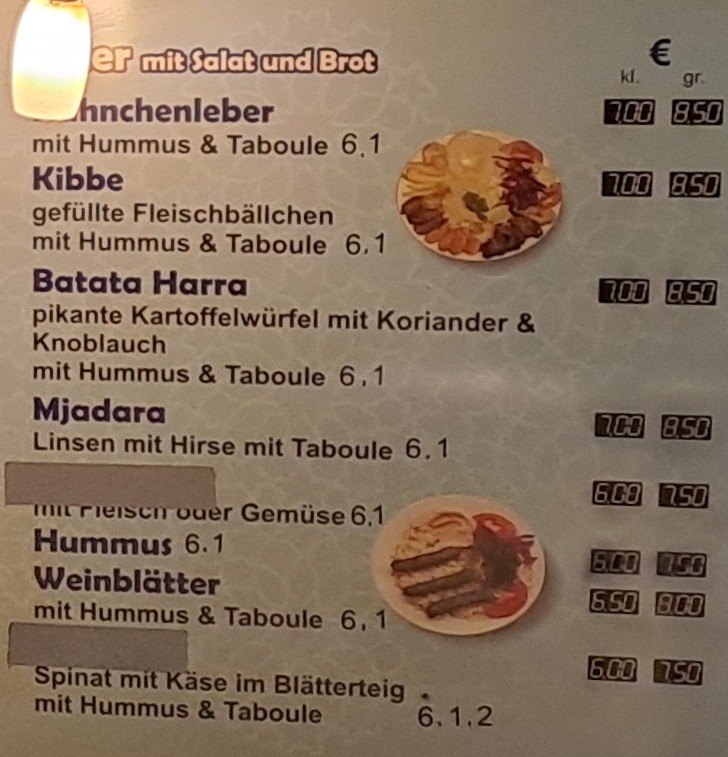 mit Salat und Brot €
kl. gr.
7.00 8.50
mit Hummus & Taboule 6.1
Kibbe 7.00 8.50
gefüllte Fleischbällchen
mit Hummus & Taboule 6.1
Batata Harra 7.00 8.50
pikante Kartoffelwürfel mit Koriander &
Knoblauch
mit Hummus & Taboule 6.1
Mjadara 7.00 8.50
Linsen mit Hirse mit Taboule 6.1
6.00 7.50
mit Fleisch oder Gemüse 6.1
Hummus 6.1 6.00 7.50
Weinblätter 6.50 8.00
mit Hummus & Taboule 6,1
6.00 7.50
Spinat mit Käse im Blätterteig
mit Hummus & Taboule 6.1.2